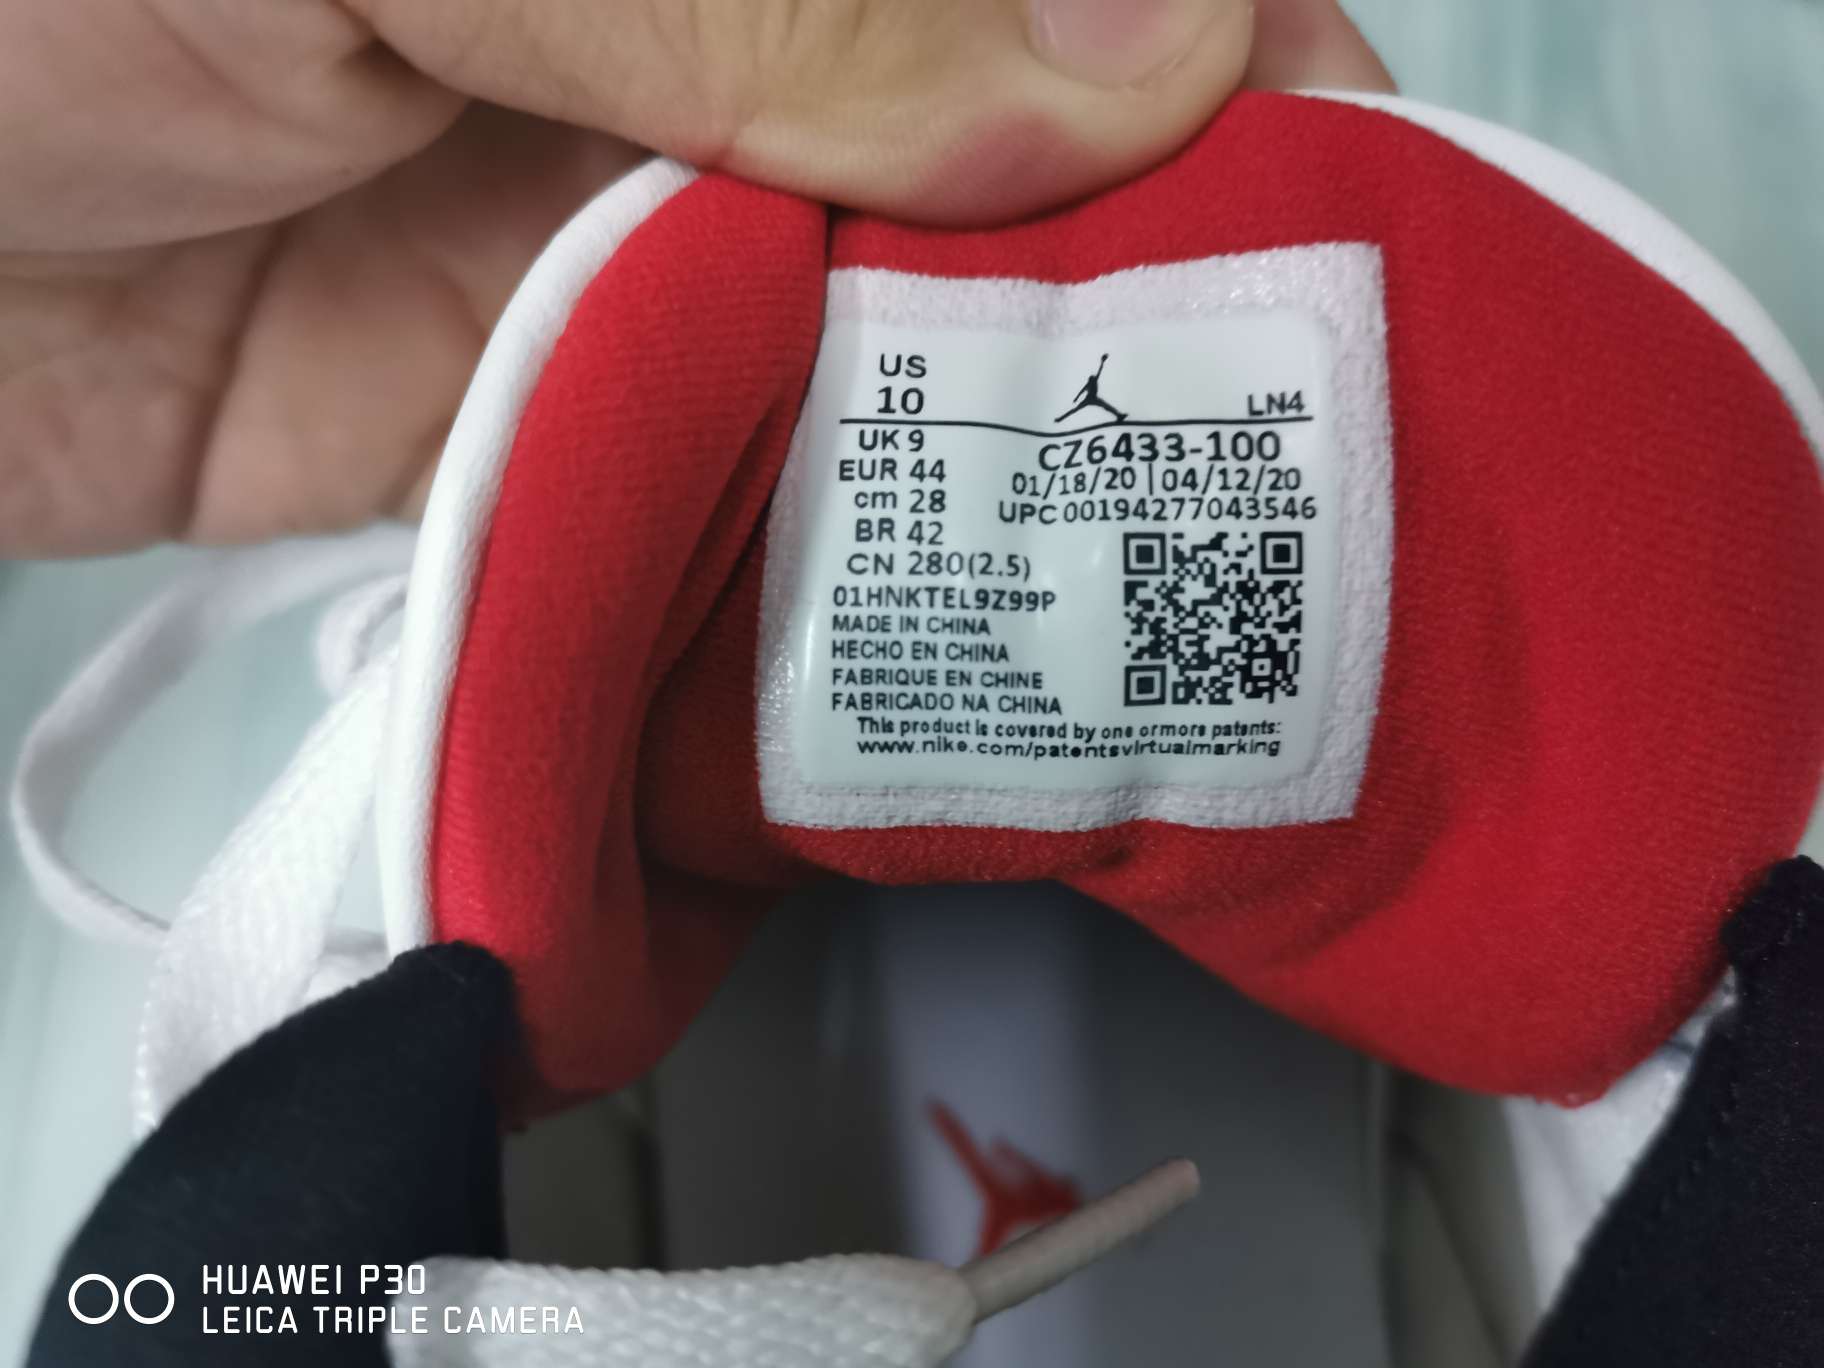 US
10
LN4
UK 9
CZ6433-100
EUR 44
01/18/20 | 04/12/20
cm 28
UPC 00194277043546
BR 42
CN 280(2.5)
01HNKTEL9Z99P
MADE IN CHINA
HECHO EN CHINA
FABRIQUE EN CHINE
FABRICADO NA CHINA
This product is covered by one or more patents:
www.nike.com/patentsvirtualmarking
HUAWEI P30
LEICA TRIPLE CAMERA